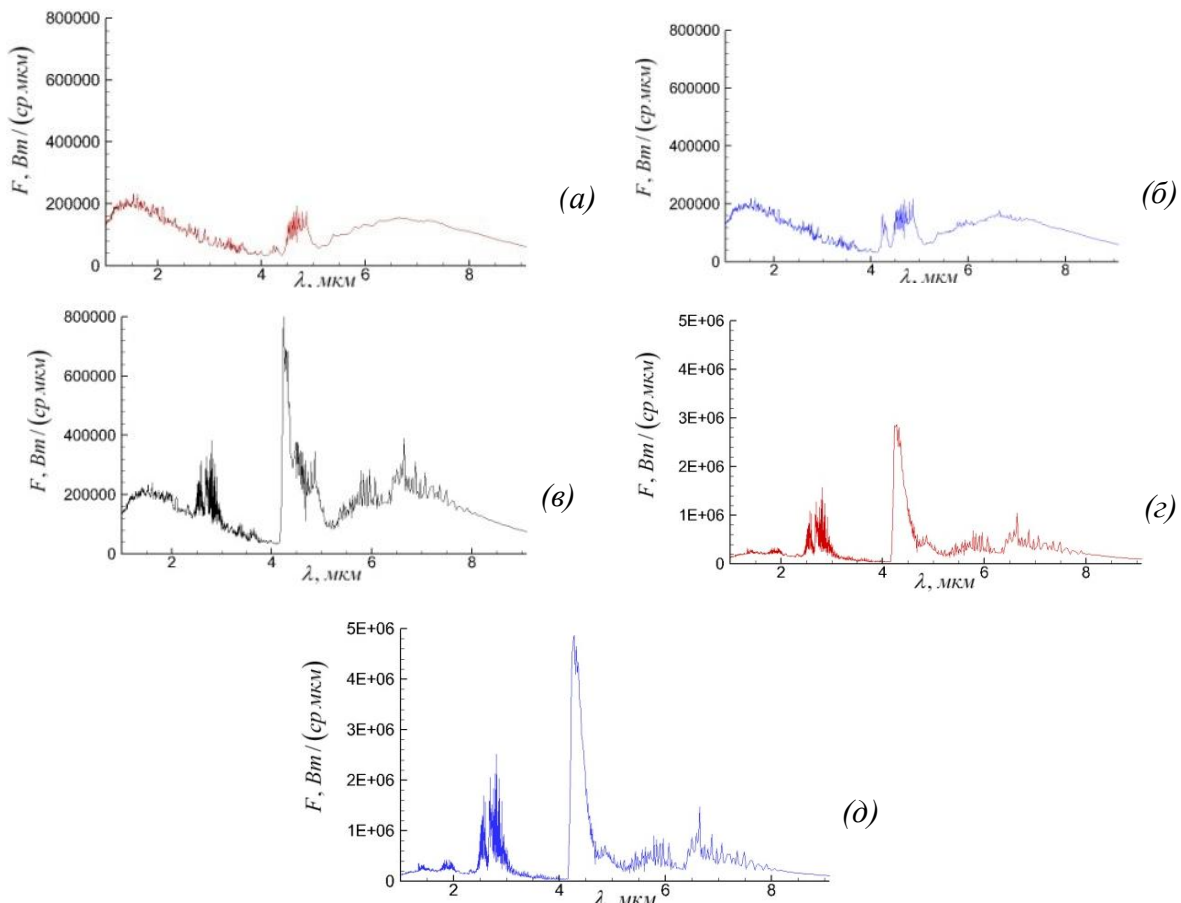 800000
600000
400000
200000
0
2
4
6
8
F, Вт / (ср мкм)
λ, мкм
(а)
800000
600000
400000
200000
0
2
4
6
8
F, Вт / (ср мкм)
λ, мкм
(б)
800000
600000
400000
200000
0
2
4
6
8
F, Вт / (ср мкм)
λ, мкм
(в)
5E+06
4E+06
3E+06
2E+06
1E+06
0
2
4
6
8
F, Вт / (ср мкм)
λ, мкм
(г)
5E+06
4E+06
3E+06
2E+06
1E+06
0
2
4
6
8
F, Вт / (ср мкм)
λ, мкм
(д)